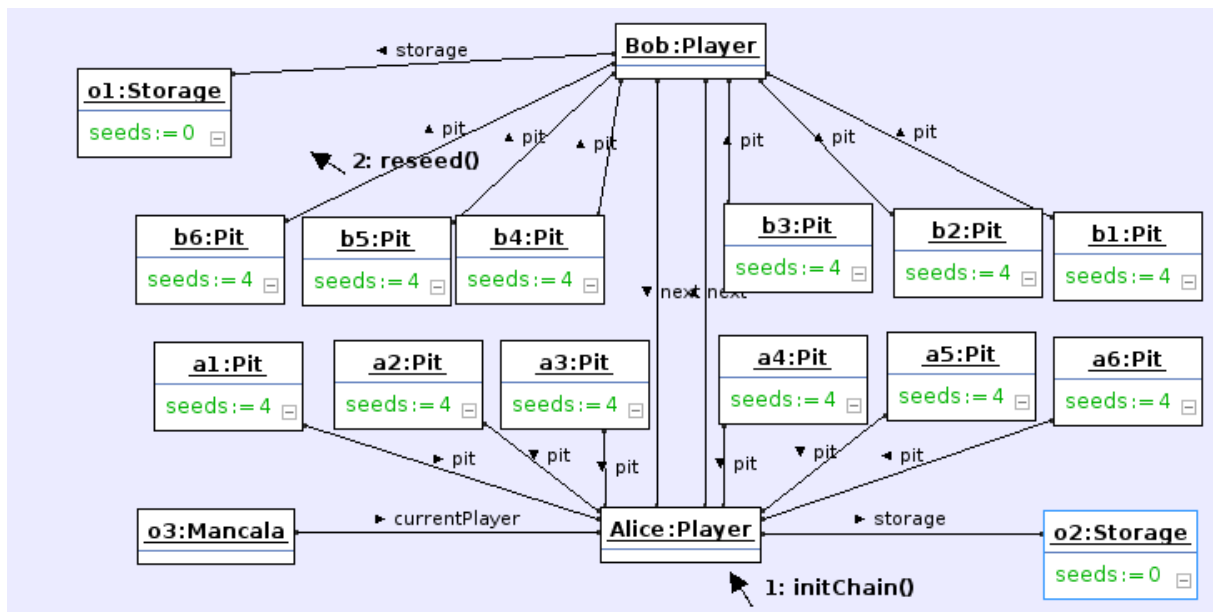 Bob:Player
◄ storage
o1:Storage
seeds:=0
▲ pit
▲ pit
▲ pit
▲ pit
▲ pit
▲ pit
2: reseed()
b6:Pit
seeds:=4
b5:Pit
seeds:=4
b4:Pit
seeds:=4
b3:Pit
seeds:=4
b2:Pit
seeds:=4
b1:Pit
seeds:=4
▼ next
▲ next
a1:Pit
seeds:=4
a2:Pit
seeds:=4
a3:Pit
seeds:=4
a4:Pit
seeds:=4
a5:Pit
seeds:=4
a6:Pit
seeds:=4
► pit
▼ pit
▼ pit
▼ pit
▼ pit
◄ pit
o3:Mancala
► currentPlayer
Alice:Player
► storage
o2:Storage
seeds:=0
1: initChain()